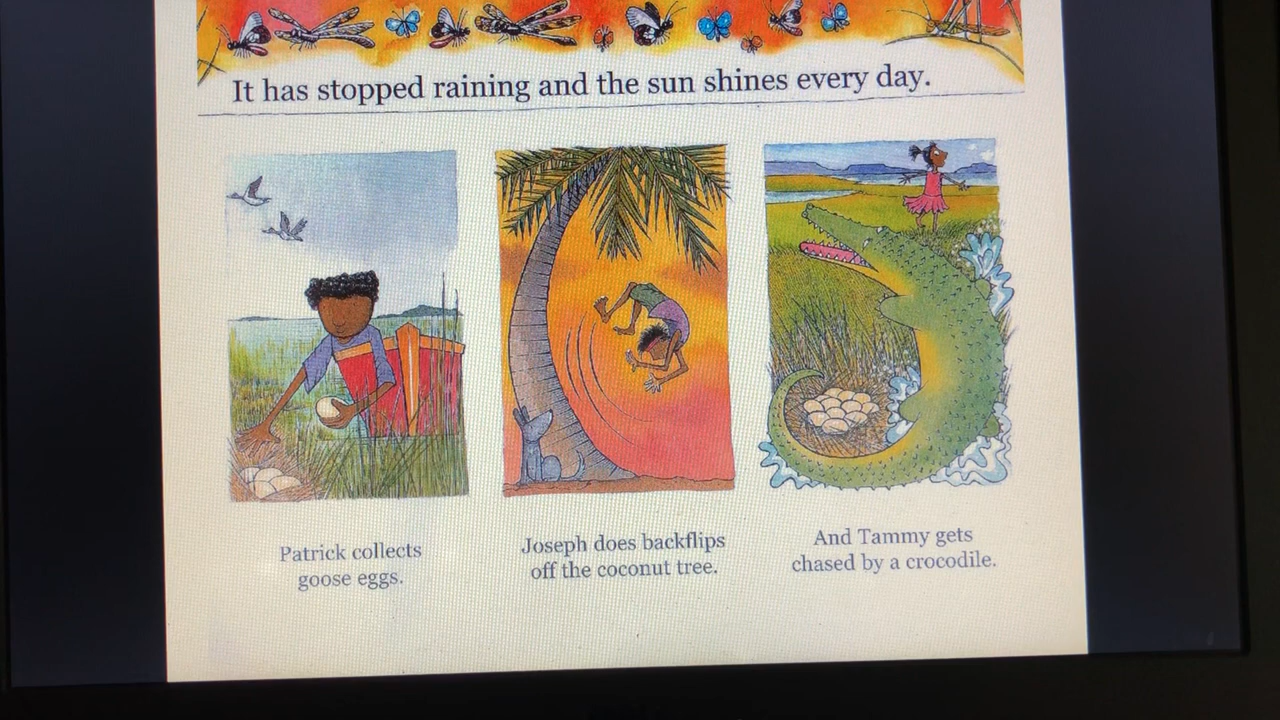 It has stopped raining and the sun shines every day.
Patrick collects
goose eggs.
Joseph does backflips
off the coconut tree.
And Tammy gets
chased by a crocodile.